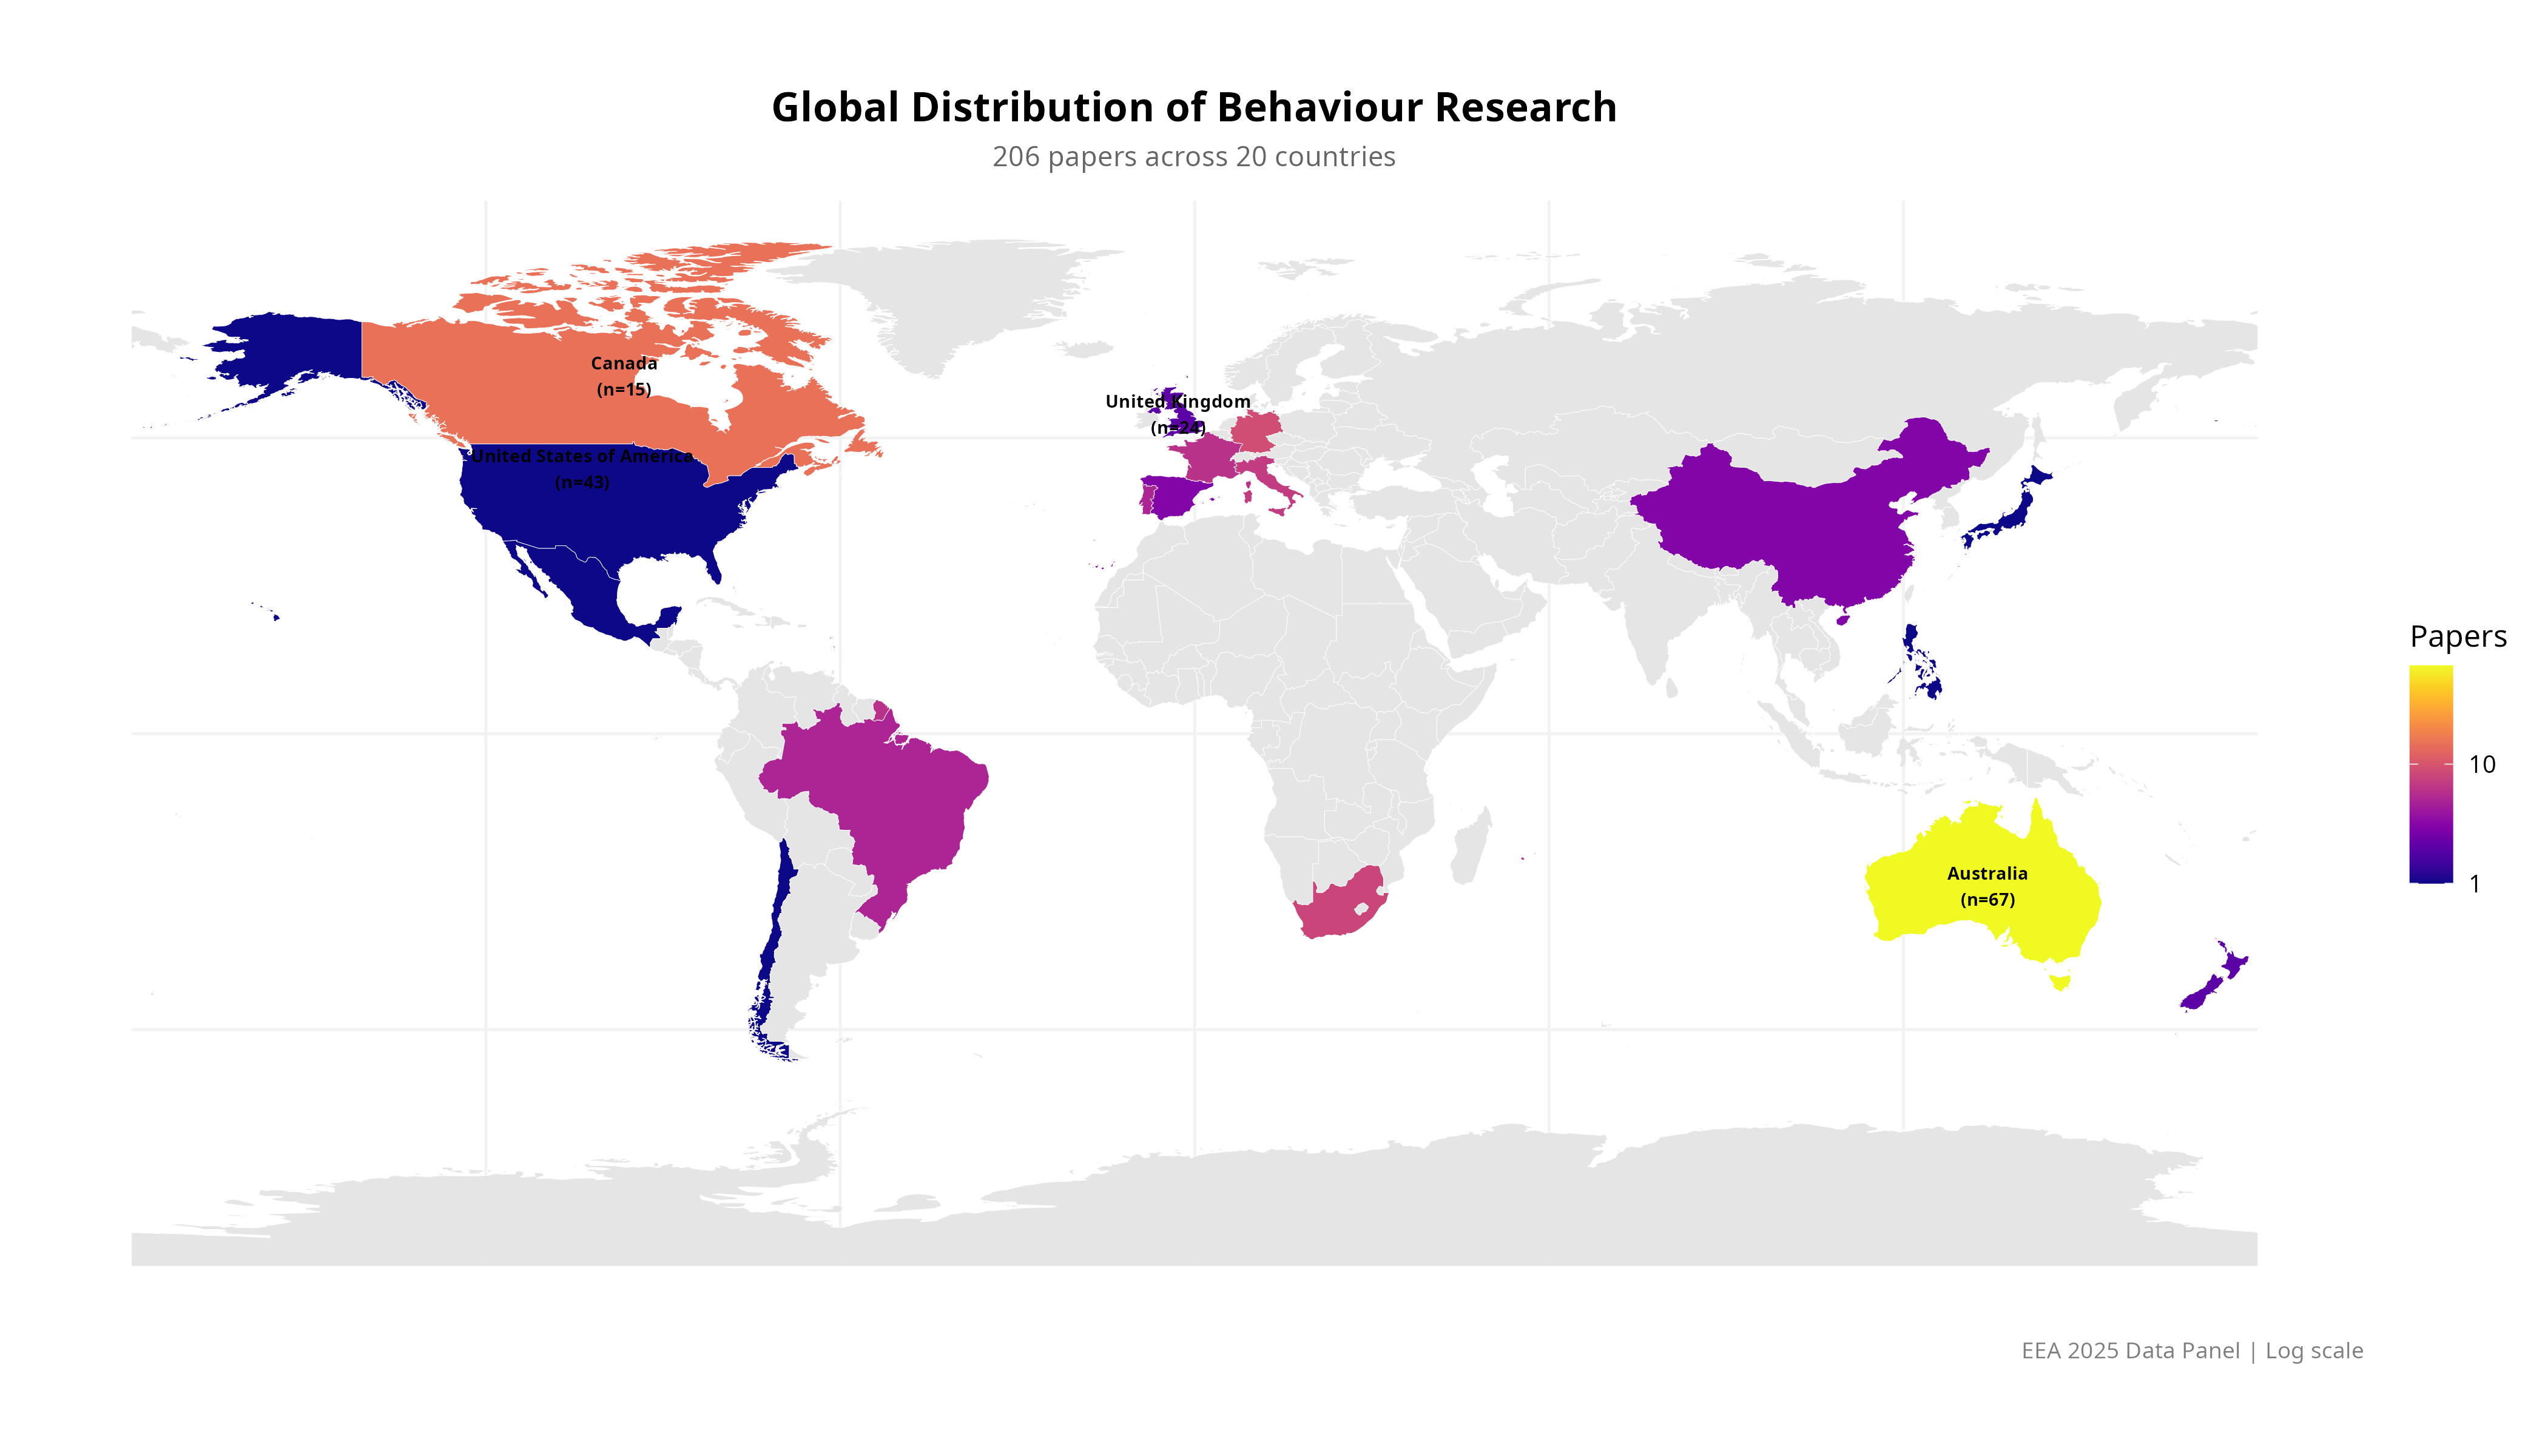 Global Distribution of Behaviour Research
206 papers across 20 countries
Canada
(n=15)
United Kingdom
(n=24)
United States of America
(n=43)
Papers
10
1
Australia
(n=67)
EEA 2025 Data Panel | Log scale